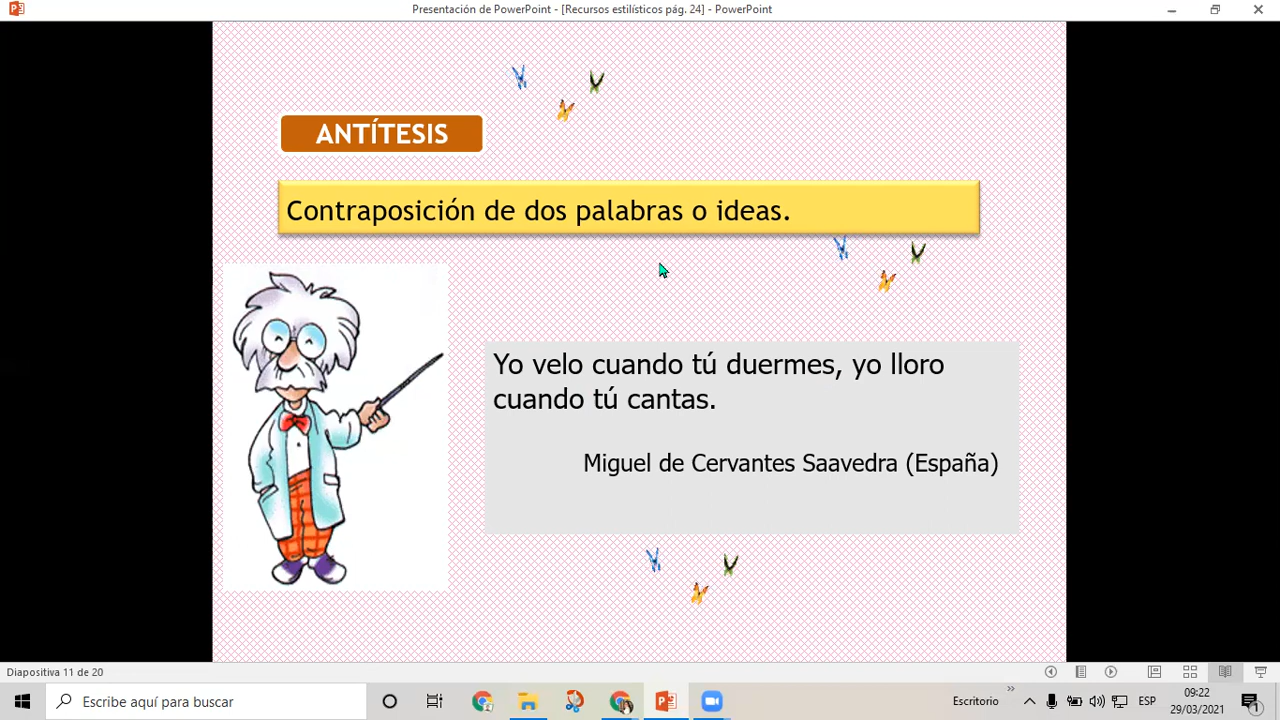 Presentación de PowerPoint - [Recursos estilísticos pág. 24] - PowerPoint
ANTÍTESIS
Contraposición de dos palabras o ideas.
Yo velo cuando tú duermes, yo lloro
cuando tú cantas.
Miguel de Cervantes Saavedra (España)
Diapositiva 11 de 20
Escribe aquí para buscar
Escritorio
ESP
09:22
29/03/2021